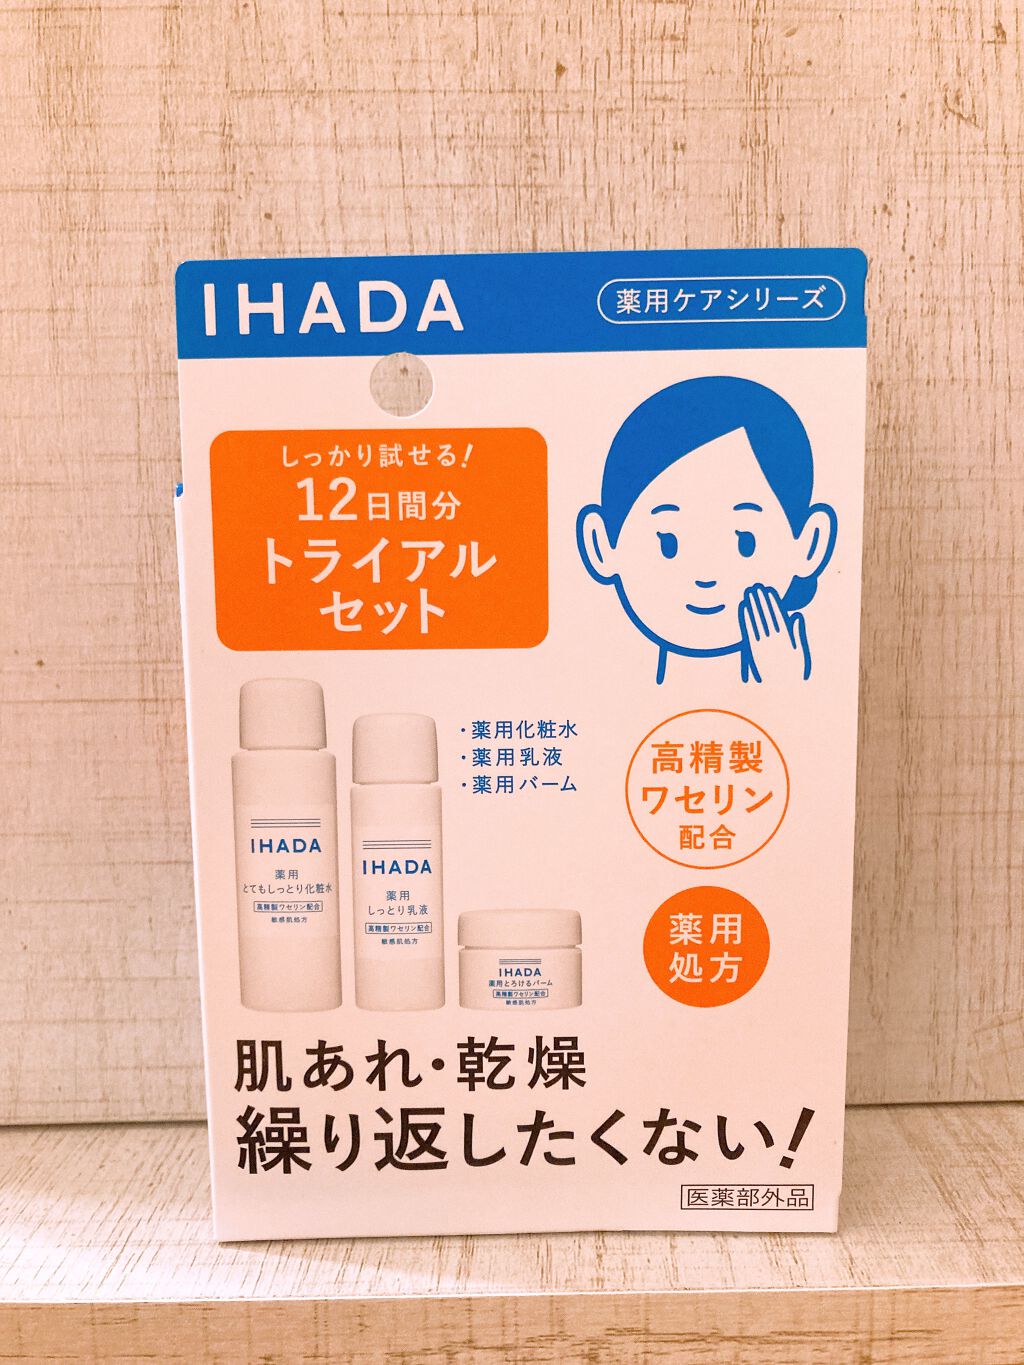 IHADA
薬用ケアシリーズ
しっかり試せる!
12日間分
トライアル
セット
・薬用化粧水
・薬用乳液
・薬用バーム
高精製
ワセリン
配合
薬用
処方
IHADA
薬用
とてもしっとり化粧水
高精製ワセリン配合
敏感肌処方
IHADA
薬用
しっとり乳液
高精製ワセリン配合
敏感肌処方
IHADA
薬用とろけるバーム
高精製ワセリン配合
敏感肌処方
肌あれ・乾燥
繰り返したくない!
医薬部外品